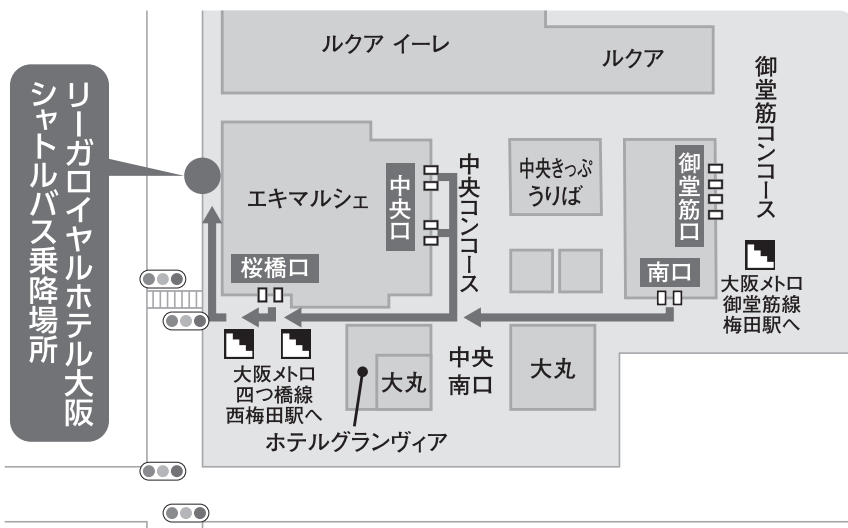 リーガロイヤルホテル大阪
シャトルバス乗降場所
ルクア イーレ
ルクア
御堂筋コンコース
エキマルシェ
中央口
中央コンコース
中央きっぷ
うりば
御堂筋口
桜橋口
南口
大阪メトロ
御堂筋線
梅田駅へ
大阪メトロ
四つ橋線
西梅田駅へ
大丸
中央
南口
大丸
ホテルグランヴィア